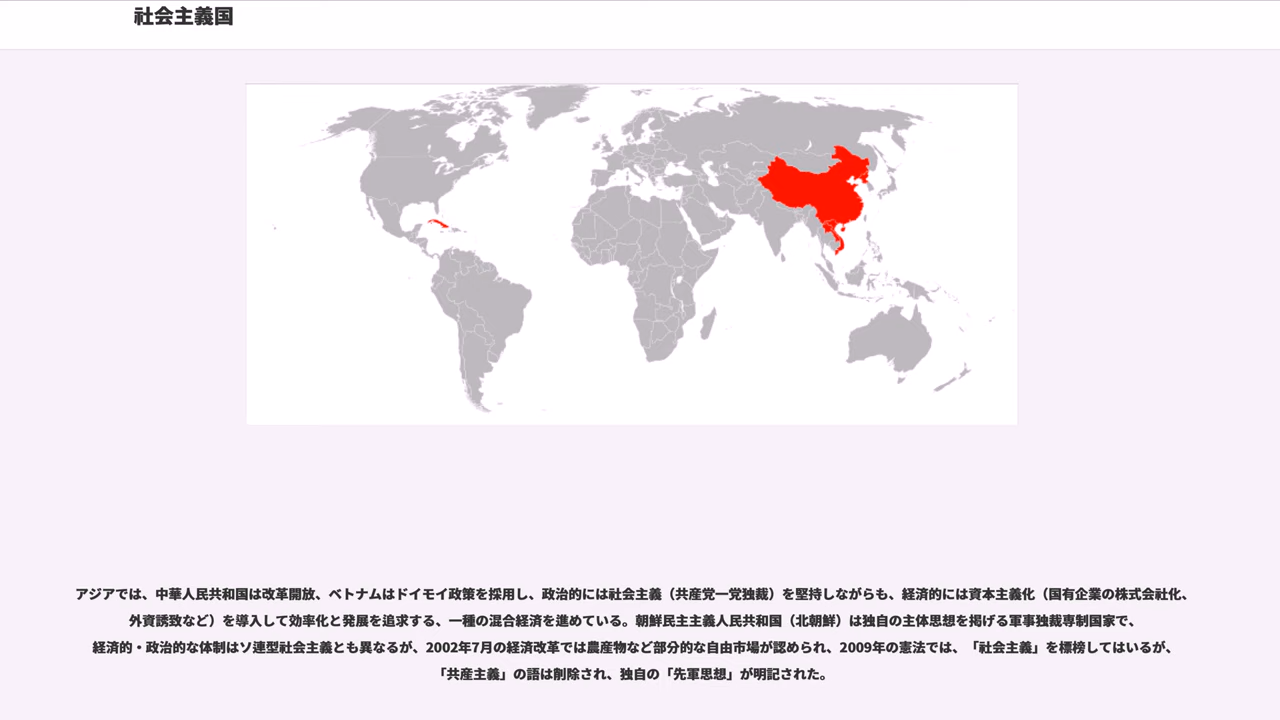 社会主義国
アジアでは、中華人民共和国は改革開放、ベトナムはドイモイ政策を採用し、政治的には社会主義（共産党一党独裁）を堅持しながらも、経済的には資本主義化（国有企業の株式会社化、
外資誘致など）を導入して効率化と発展を追求する、一種の混合経済を進めている。朝鮮民主主義人民共和国（北朝鮮）は独自の主体思想を掲げる軍事独裁専制国家で、
経済的・政治的な体制はソ連型社会主義とも異なるが、2002年7月の経済改革では農産物など部分的な自由市場が認められ、2009年の憲法では、「社会主義」を標榜してはいるが、
「共産主義」の語は削除され、独自の「先軍思想」が明記された。